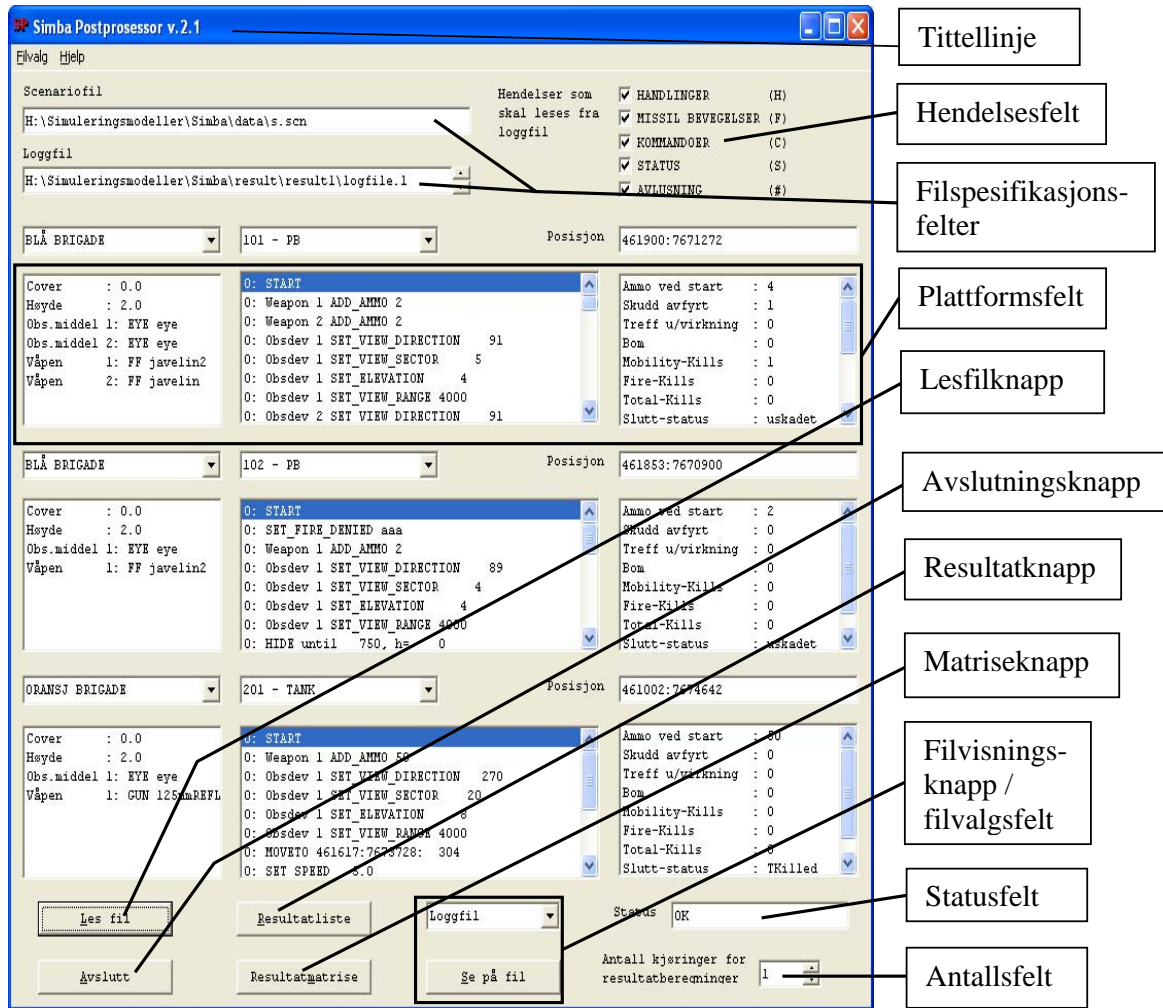 Simba Postprosessor v.2.1
Filvalg Hjelp
Scenariofil
H:\Simuleringsmodeller\Simba\data\s.scn
Loggfil
H:\Simuleringsmodeller\Simba\result\result1\logfile.1
Hendelser som
skal leses fra
loggfil
HANDLINGER (H)
MISSIL BEVEGELSER (F)
KOMMANDOER (C)
STATUS (S)
AVLUSNING (#)
BLÅ BRIGADE
101 - PB
Posisjon
461900:7671272
Cover : 0.0
Høyde : 2.0
Obs.middel 1: EYE eye
Obs.middel 2: EYE eye
Våpen 1: FF javelin2
Våpen 2: FF javelin
0: START
0: Weapon 1 ADD_AMMO 2
0: Weapon 2 ADD_AMMO 2
0: Obsdev 1 SET_VIEW_DIRECTION 91
0: Obsdev 1 SET_VIEW_SECTOR 5
0: Obsdev 1 SET_ELEVATION 4
0: Obsdev 1 SET_VIEW_RANGE 4000
0: Obsdev 2 SET_VIEW_DIRECTION 91
Ammo ved start : 4
Skudd avfyrt : 1
Treff u/virkning : 0
Bom : 0
Mobility-Kills : 1
Fire-Kills : 0
Total-Kills : 0
Slutt-status : uskadet
BLÅ BRIGADE
102 - PB
Posisjon
461853:7670900
Cover : 0.0
Høyde : 2.0
Obs.middel 1: EYE eye
Våpen 1: FF javelin2
0: START
0: SET_FIRE_DENIED aaa
0: Weapon 1 ADD_AMMO 2
0: Obsdev 1 SET_VIEW_DIRECTION 89
0: Obsdev 1 SET_VIEW_SECTOR 4
0: Obsdev 1 SET_ELEVATION 4
0: Obsdev 1 SET_VIEW_RANGE 4000
0: HIDE until 750, h= 0
Ammo ved start : 2
Skudd avfyrt : 0
Treff u/virkning : 0
Bom : 0
Mobility-Kills : 0
Fire-Kills : 0
Total-Kills : 0
Slutt-status : uskadet
ORANSJ BRIGADE
201 - TANK
Posisjon
461002:7674642
Cover : 0.0
Høyde : 2.0
Obs.middel 1: EYE eye
Våpen 1: GUN 125mmREFL
0: START
0: Weapon 1 ADD_AMMO 50
0: Obsdev 1 SET_VIEW_DIRECTION 270
0: Obsdev 1 SET_VIEW_SECTOR 20
0: Obsdev 1 SET_ELEVATION 8
0: Obsdev 1 SET_VIEW_RANGE 4000
0: MOVETO 461617:7673728: 304
0: SET SPEED 3.0
Ammo ved start : 50
Skudd avfyrt : 0
Treff u/virkning : 0
Bom : 0
Mobility-Kills : 0
Fire-Kills : 0
Total-Kills : 0
Slutt-status : TKilled
Les fil
Resultatliste
Loggfil
Status OK
Avslutt
Resultatmatrise
Se på fil
Antall kjøringer for
resultatberegninger 1
Tittellinje
Hendelsesfelt
Filspesifikasjons-
felter
Plattformsfelt
Lesfilknapp
Avslutningsknapp
Resultatknapp
Matriseknapp
Filvisnings-
knapp /
filvalgsfelt
Statusfelt
Antallsfelt